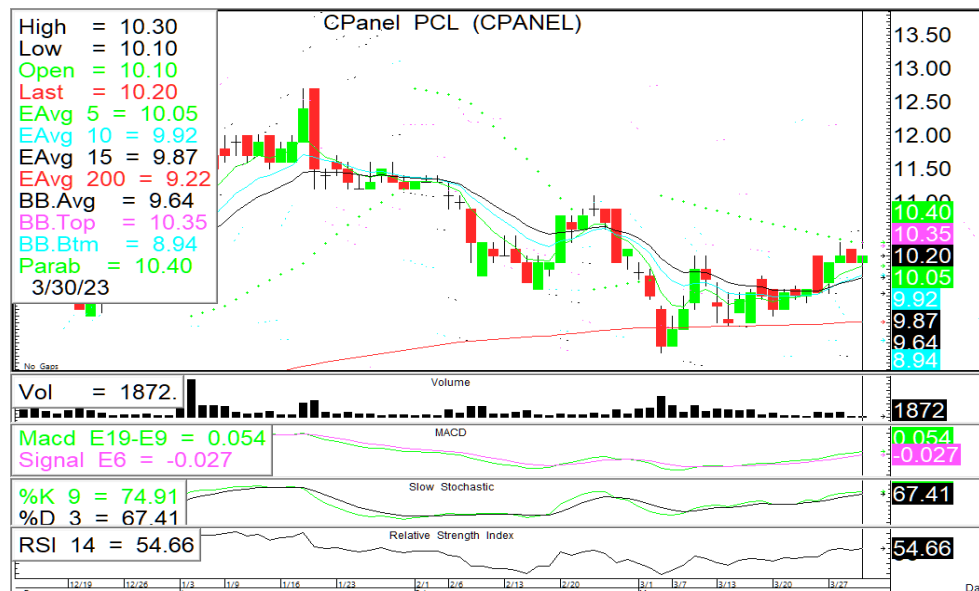 CPanel PCL (CPANEL)
High = 10.30
Low = 10.10
Open = 10.10
Last = 10.20
EAvg 5 = 10.05
EAvg 10 = 9.92
EAvg 15 = 9.87
EAvg 200 = 9.22
BB.Avg = 9.64
BB.Top = 10.35
BB.Btm = 8.94
Parab = 10.40
3/30/23
13.50
13.00
12.50
12.00
11.50
11.00
10.40
10.35
10.20
10.05
9.92
9.87
9.64
8.94
No Gaps
Volume
Vol = 1872.
1872
MACD
Macd E19-E9 = 0.054
Signal E6 = -0.027
0.054
-0.027
Slow Stochastic
%K 9 = 74.91
%D 3 = 67.41
67.41
Relative Strength Index
RSI 14 = 54.66
54.66
12/19 12/26 1/3 1/9 1/16 1/23 2/1 2/6 2/13 2/20 3/1 3/7 3/13 3/20 3/27
Da